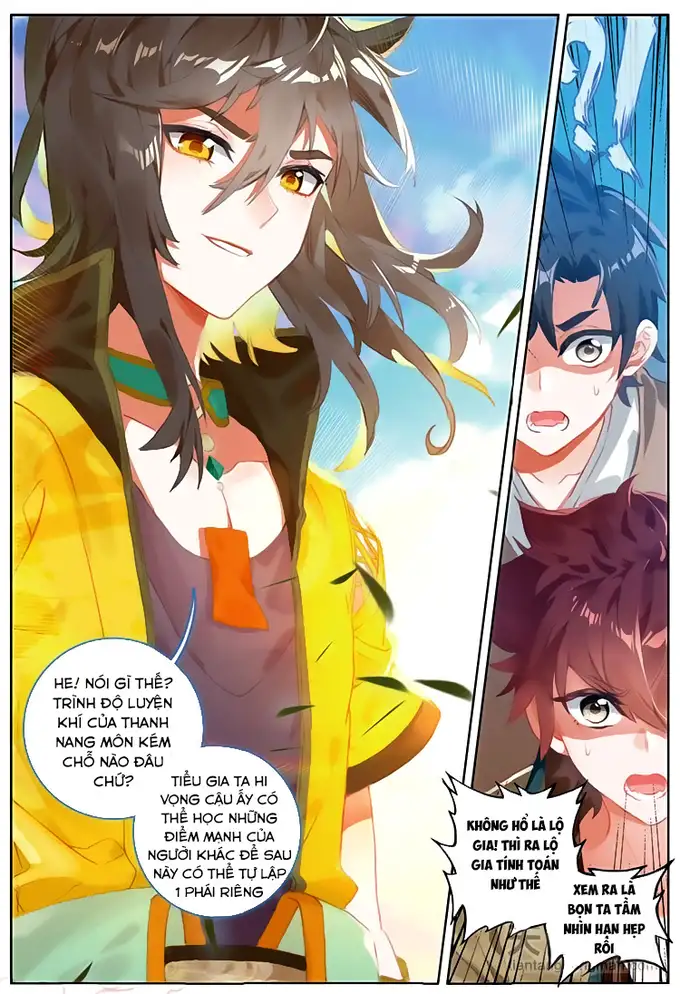 ?!!
HE! NÓI GÌ THẾ?
TRÌNH ĐỘ LUYỆN
KHÍ CỦA THANH
NANG MÔN KÉM
CHỖ NÀO ĐÂU
CHỨ?
TIỂU GIA TA HI
VỌNG CẬU ẤY CÓ
THỂ HỌC NHỮNG
ĐIỂM MẠNH CỦA
NGƯỜI KHÁC ĐỂ SAU
NÀY CÓ THỂ TỰ LẬP
1 PHÁI RIÊNG
KHÔNG HỔ LÀ LỘ
GIA! THÌ RA LỘ
GIA TÍNH TOÁN
NHƯ THẾ
XEM RA LÀ
BỌN TA TẦM
NHÌN HẠN HẸP
RỒI